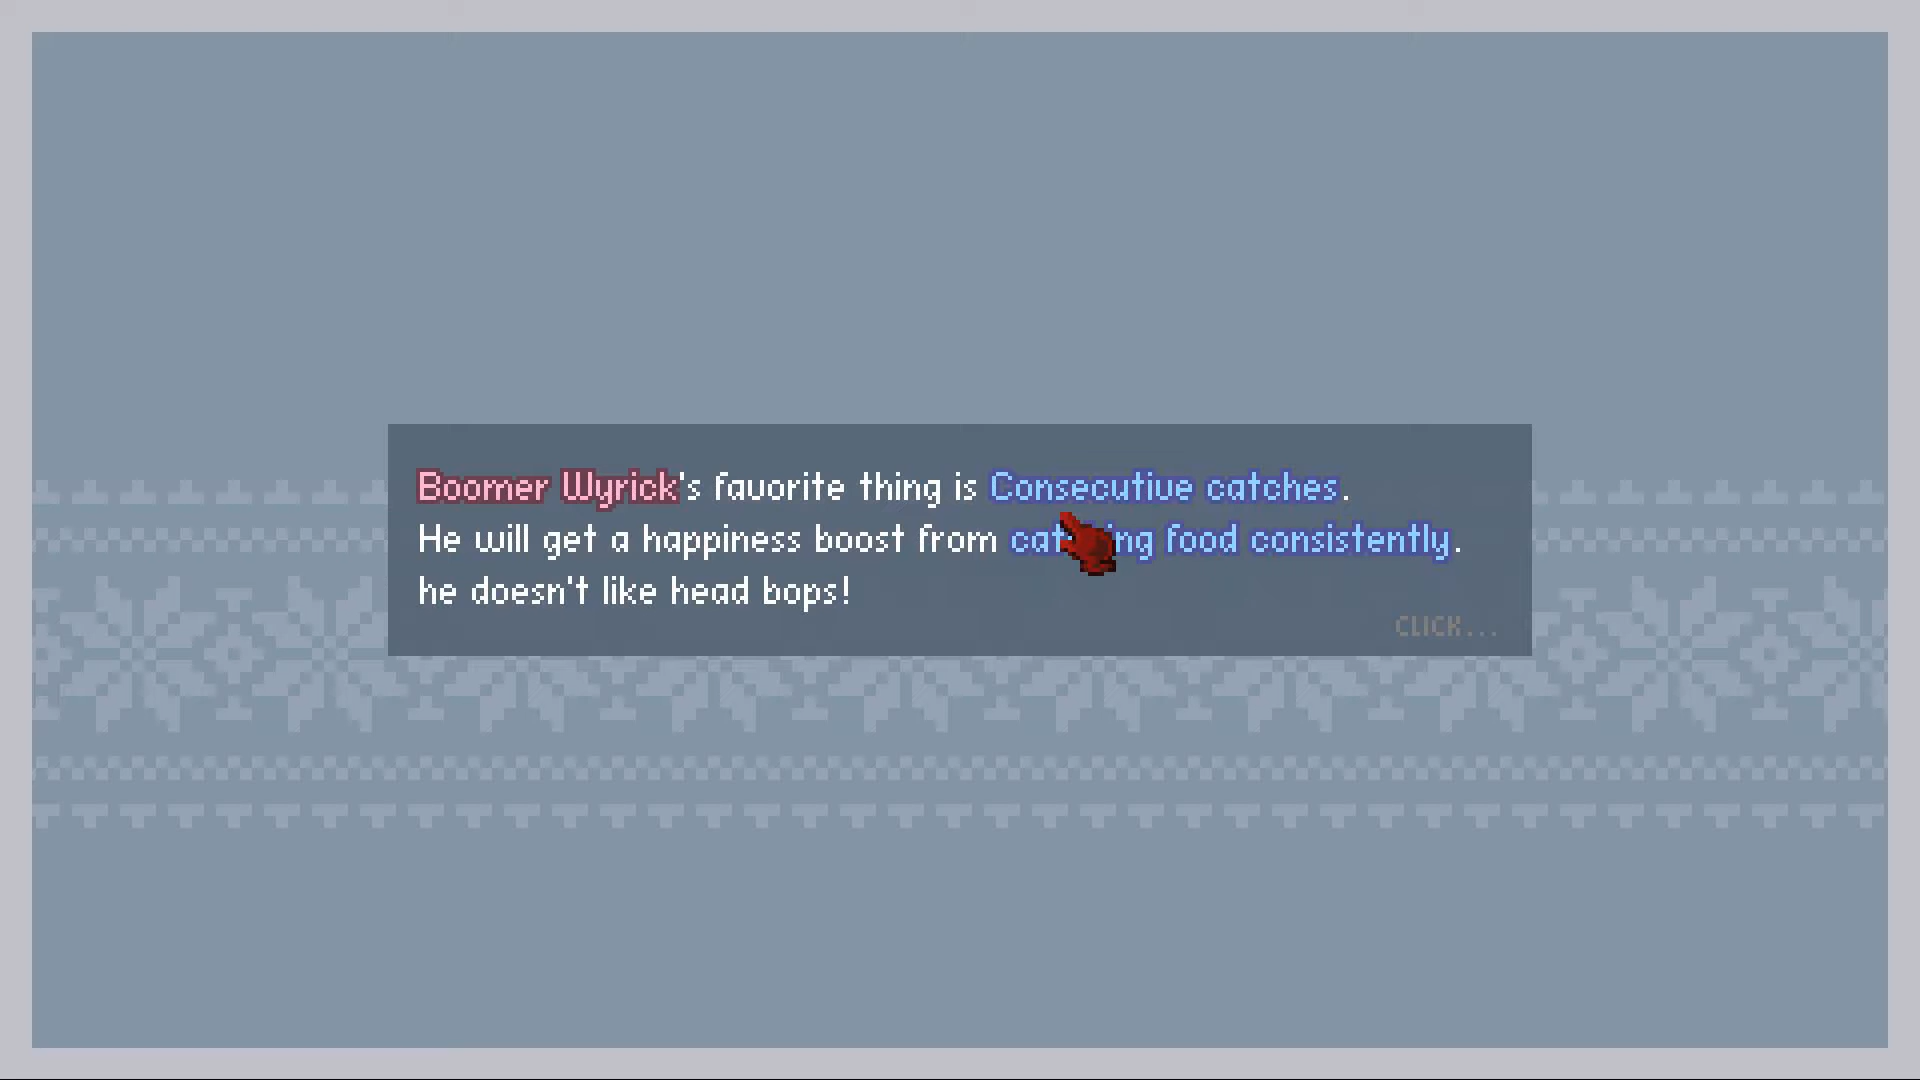 Boomer Wyrick's favorite thing is Consecutive catches.
He will get a happiness boost from catching food consistently.
he doesn't like head bops!
CLICK...